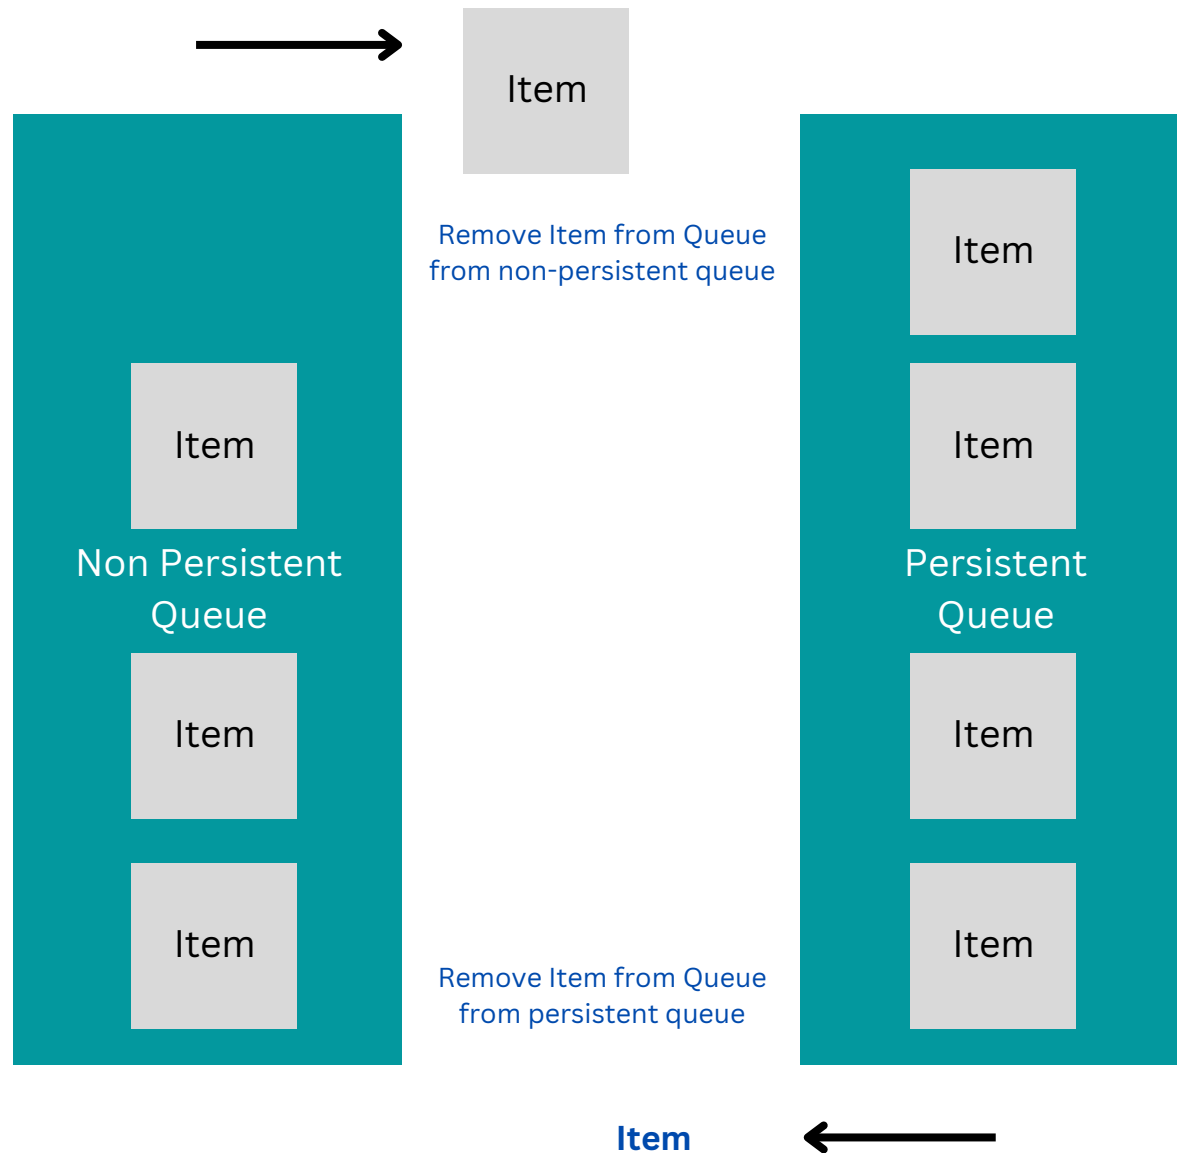 Item
Remove Item from Queue
from non-persistent queue
Item
Non Persistent
Queue
Item
Item
Item
Item
Persistent
Queue
Item
Item
Remove Item from Queue
from persistent queue
Item